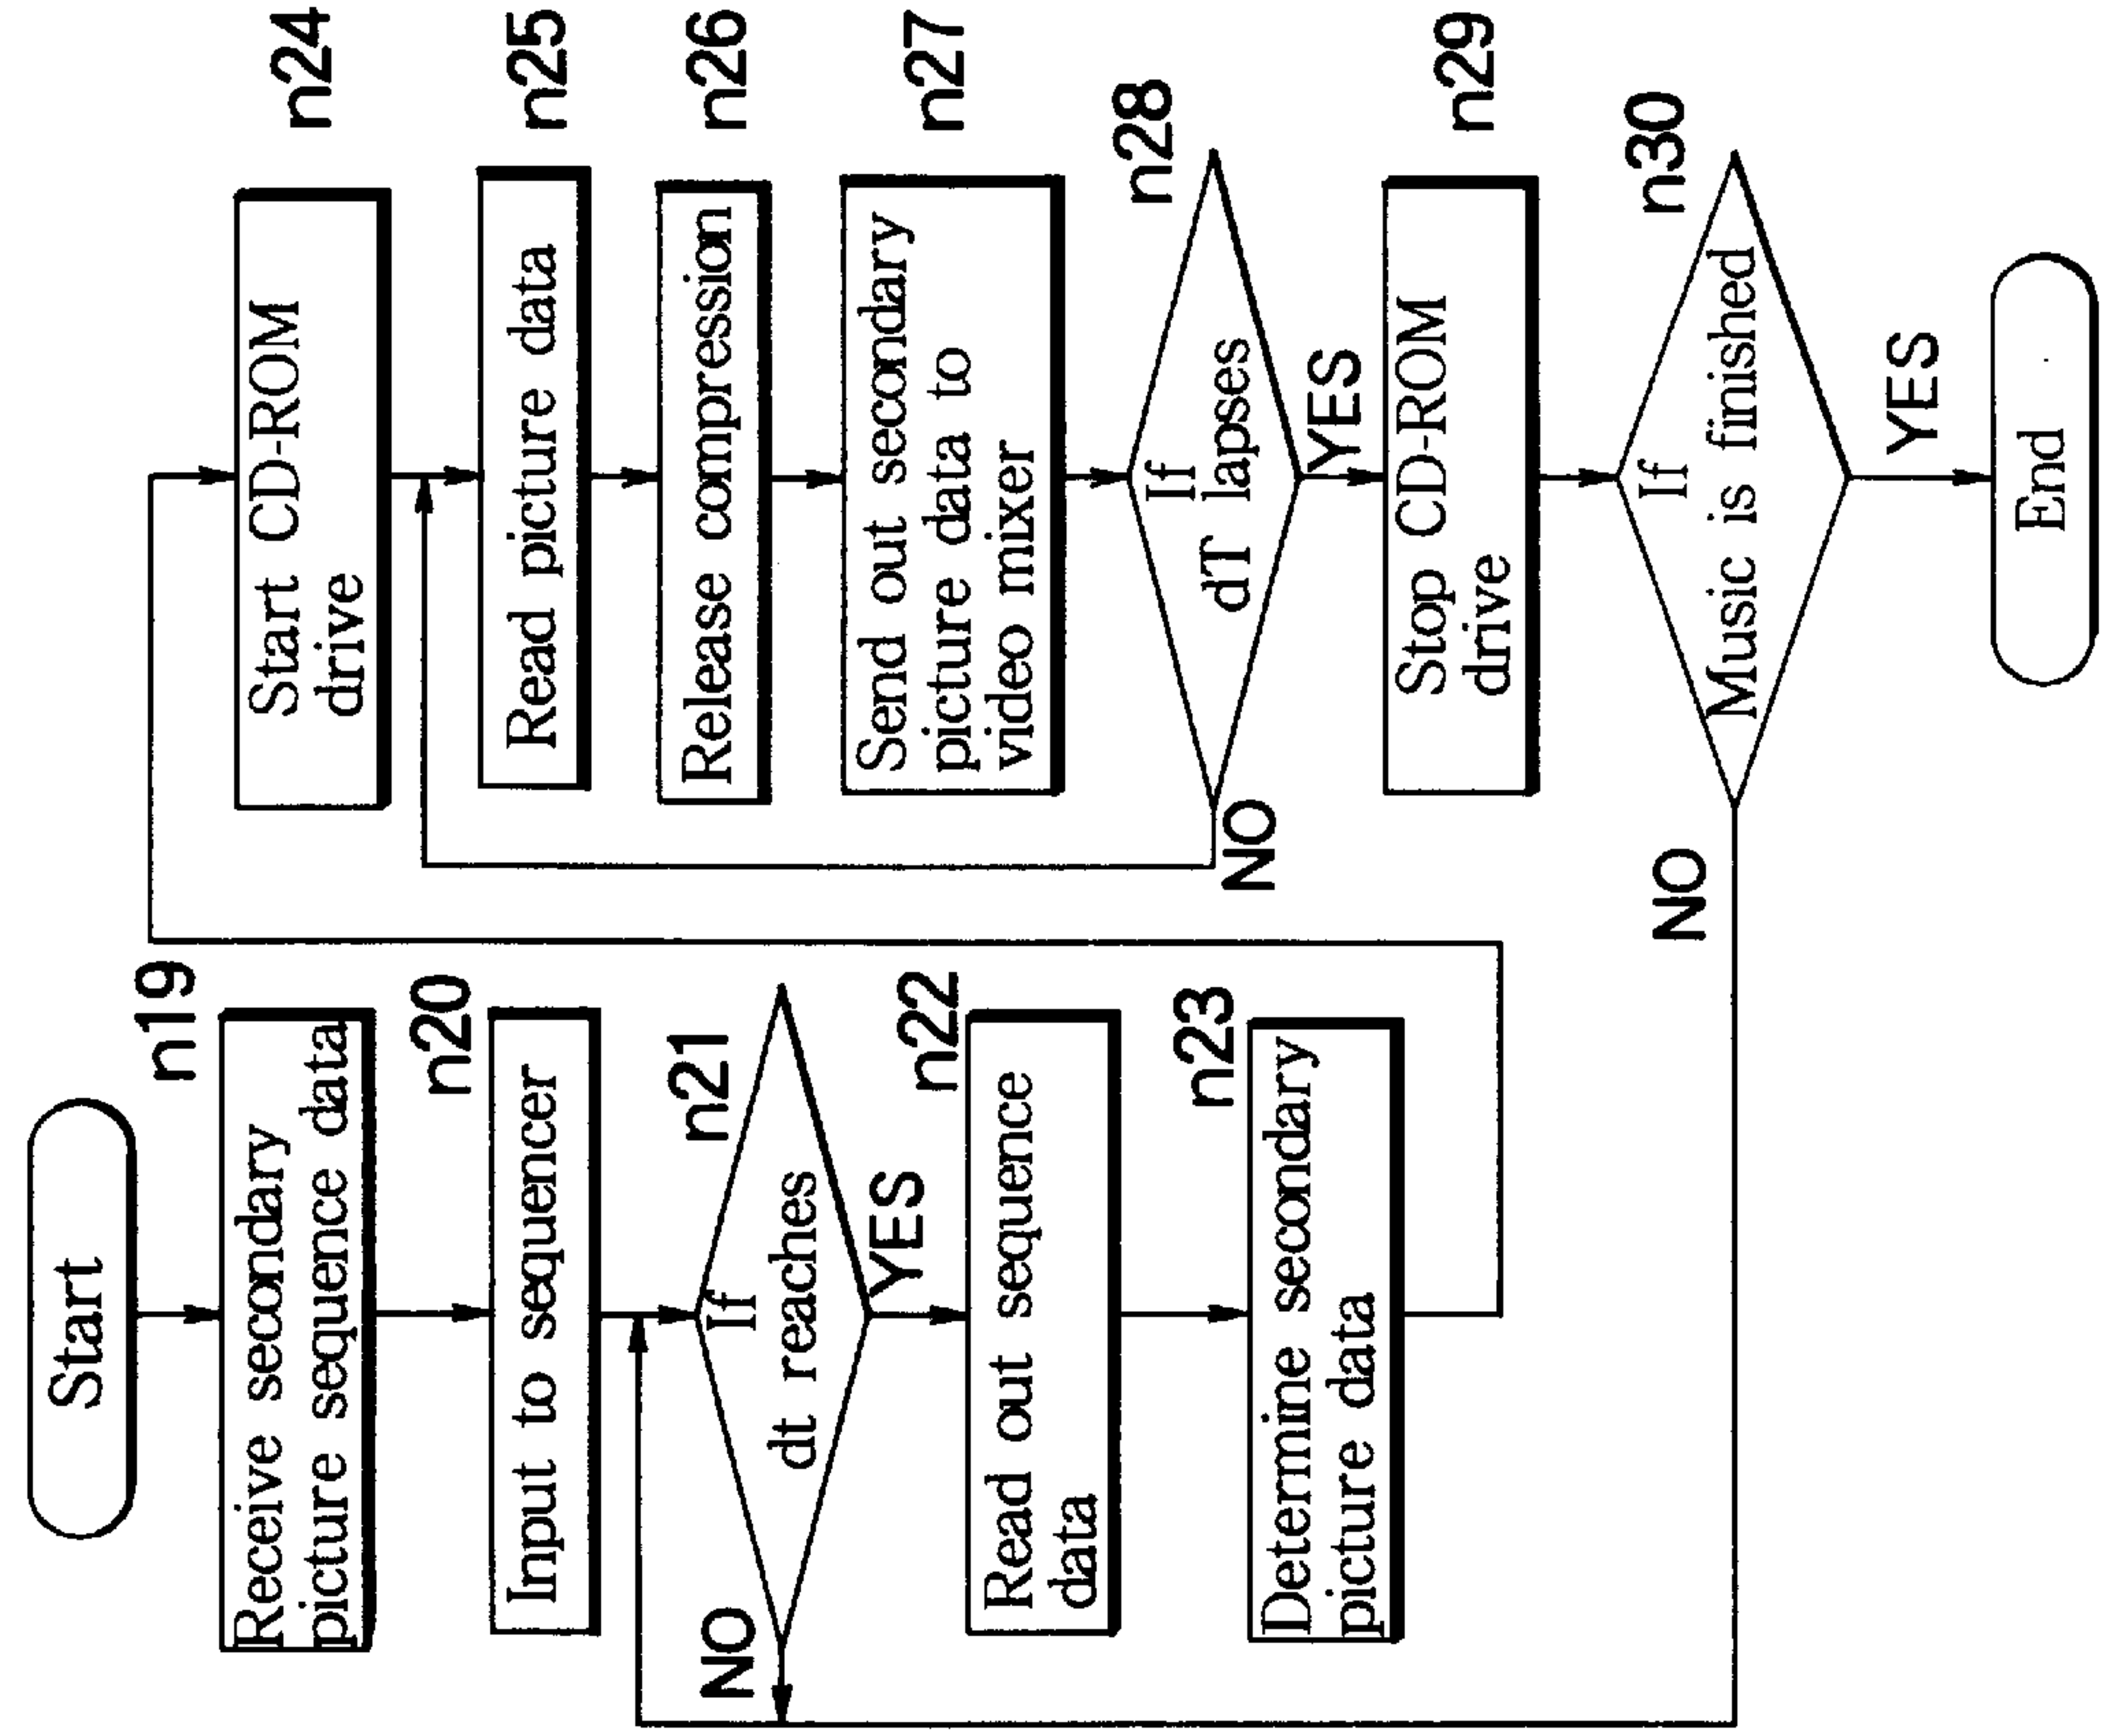 Start
n19
Receive secondary
picture sequence data
n20
Input to sequencer
n21
If
dt reaches
NO
YES
n22
Read out sequence
data
n23
Determine secondary
picture data
n24
Start CD-ROM
drive
n25
Read picture data
n26
Release compression
n27
Send out secondary
picture data to
video mixer
n28
If
dT lapses
NO
YES
n29
Stop CD-ROM
drive
n30
If
Music is finished
NO
YES
End